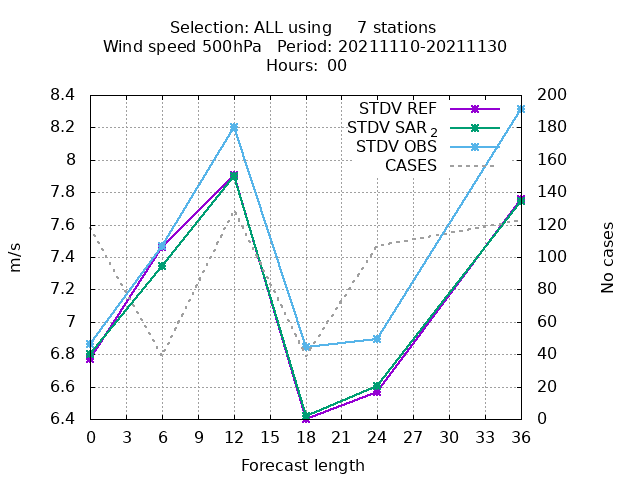 Selection: ALL using     7 stations
Wind speed 500hPa   Period: 20211110-20211130
Hours:  00
STDV REF
STDV SAR 2
STDV OBS
CASES
8.4
8.2
8
7.8
7.6
7.4
7.2
7
6.8
6.6
6.4
200
180
160
140
120
100
80
60
40
20
0
0 3 6 9 12 15 18 21 24 27 30 33 36
m/s
No cases
Forecast length